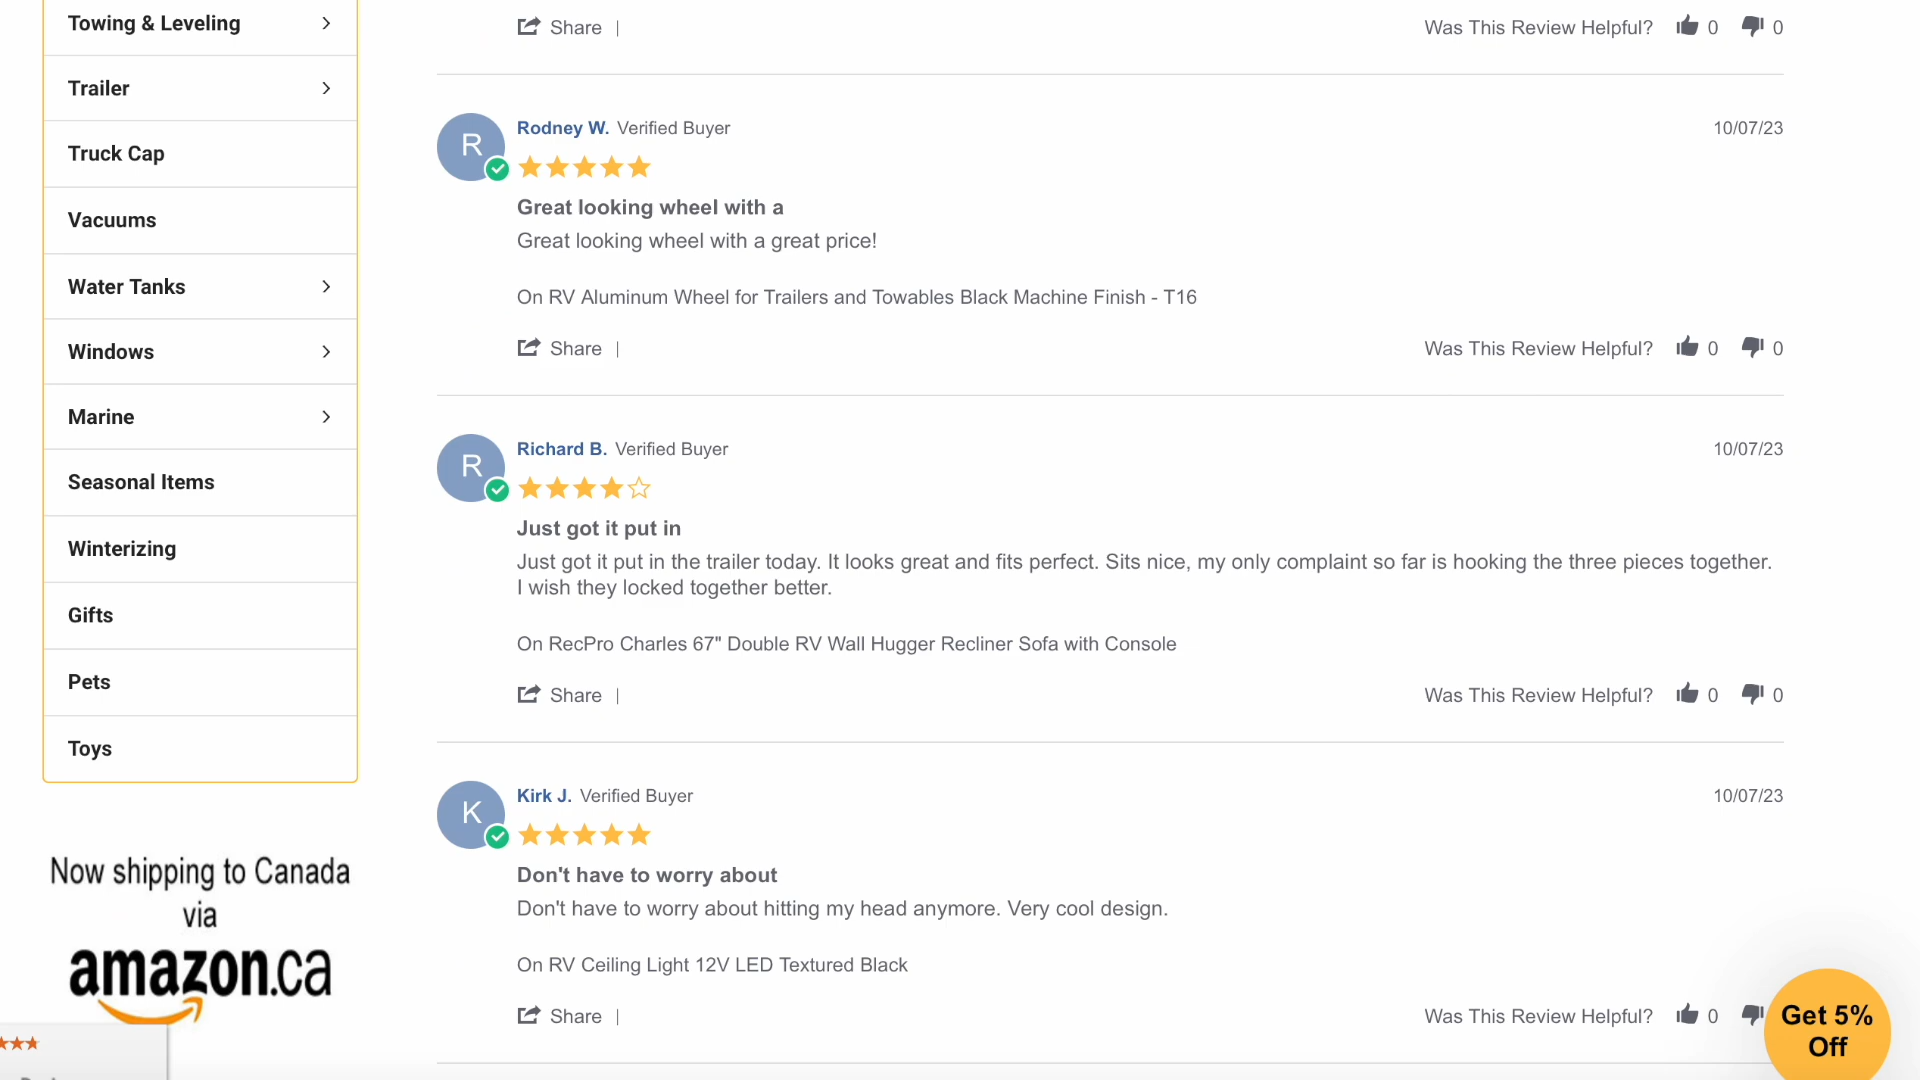 Towing & Leveling
Trailer
Truck Cap
Vacuums
Water Tanks
Windows
Marine
Seasonal Items
Winterizing
Gifts
Pets
Toys
Now shipping to Canada
via
amazon.ca
Share |
Was This Review Helpful? 0 0
R
Rodney W. Verified Buyer
10/07/23
Great looking wheel with a
Great looking wheel with a great price!
On RV Aluminum Wheel for Trailers and Towables Black Machine Finish - T16
Share |
Was This Review Helpful? 0 0
R
Richard B. Verified Buyer
10/07/23
Just got it put in
Just got it put in the trailer today. It looks great and fits perfect. Sits nice, my only complaint so far is hooking the three pieces together.
I wish they locked together better.
On RecPro Charles 67" Double RV Wall Hugger Recliner Sofa with Console
Share |
Was This Review Helpful? 0 0
K
Kirk J. Verified Buyer
10/07/23
Don't have to worry about
Don't have to worry about hitting my head anymore. Very cool design.
On RV Ceiling Light 12V LED Textured Black
Share |
Was This Review Helpful? 0
Get 5%
Off